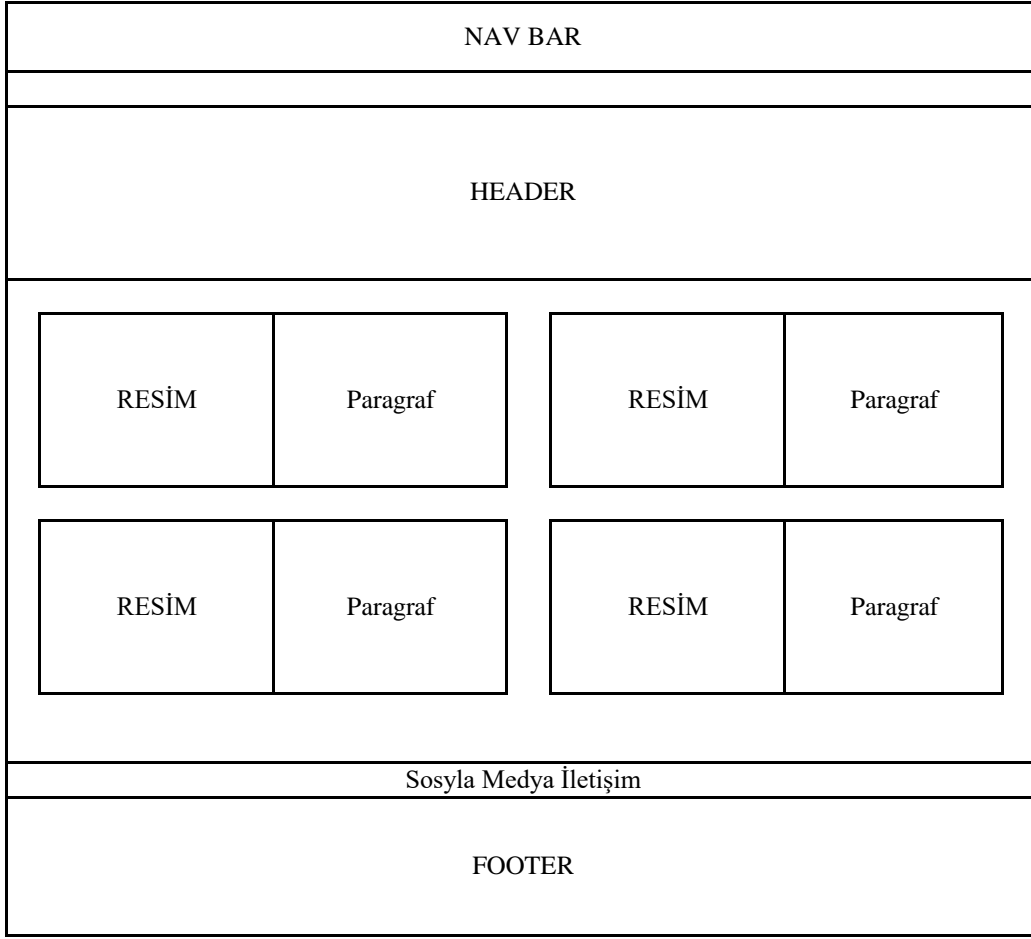 NAV BAR
HEADER
RESİM Paragraf RESİM Paragraf
RESİM Paragraf RESİM Paragraf
Sosyla Medya İletişim
FOOTER